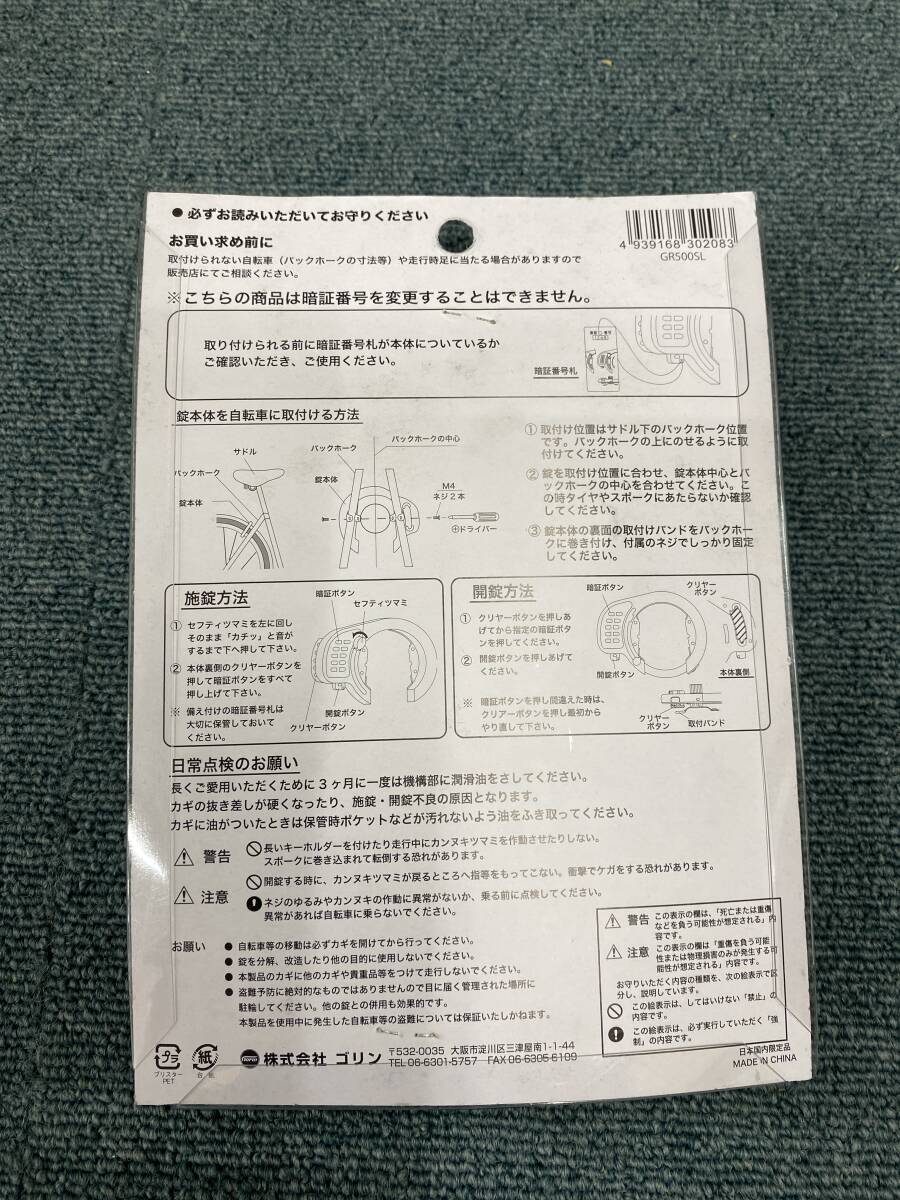 ● 必ずお読みいただいてお守りください
お買い求め前に
取付けられない自転車（バックホークの寸法等）や走行時足に当たる場合がありますので
販売店にてご相談ください。
4 939168 302083
GR500SL
※こちらの商品は暗証番号を変更することはできません。
取り付けられる前に暗証番号札が本体についているか
ご確認いただき、ご使用ください。
暗証番号札
錠本体を自転車に取付ける方法
サドル
バックホーク
錠本体
バックホーク
バックホークの中心
錠本体
M4
ネジ2本
⊕ドライバー
① 取付け位置はサドル下のバックホーク位置
です。バックホークの上にのせるように取
付けてください。
② 錠を取付け位置に合わせ、錠本体中心とバ
ックホークの中心を合わせてください。こ
の時タイヤやスポークにあたらないか確認
してください。
③ 錠本体の裏面の取付けバンドをバックホー
クに巻き付け、付属のネジでしっかり固定
してください。
施錠方法
① セフティツマミを左に回し
そのまま「カチッ」と音が
するまで下へ押して下さい。
② 本体裏側のクリヤーボタンを
押して暗証ボタンをすべて
押し上げて下さい。
※ 備え付けの暗証番号札は
大切に保管しておいて
ください。
暗証ボタン
セフティツマミ
開錠ボタン
クリヤーボタン
開錠方法
① クリヤーボタンを押しあ
げてから指定の暗証ボタ
ンを押してください。
② 開錠ボタンを押しあげて
ください。
※ 暗証ボタンを押し間違えた時は、
クリアーボタンを押し最初から
やり直して下さい。
暗証ボタン
クリヤー
ボタン
開錠ボタン
本体裏側
クリヤー
ボタン
取付バンド
日常点検のお願い
長くご愛用いただくために3ヶ月に一度は機構部に潤滑油をさしてください。
カギの抜き差しが硬くなったり、施錠・開錠不良の原因となります。
カギに油がついたときは保管時ポケットなどが汚れないよう油をふき取ってください。
警告
長いキーホルダーを付けたり走行中にカンヌキツマミを作動させたりしない。
スポークに巻き込まれて転倒する恐れがあります。
注意
開錠する時に、カンヌキツマミが戻るところへ指等をもってこない。衝撃でケガをする恐れがあります。
ネジのゆるみやカンヌキの作動に異常がないか、乗る前に点検してください。
異常があれば自転車に乗らないでください。
お願い
● 自転車等の移動は必ずカギを開けてから行ってください。
● 錠を分解、改造したり他の目的に使用しないでください。
● 本製品のカギに他のカギや貴重品等をつけて走行しないでください。
● 盗難予防に絶対的なものではありませんので目に届く管理された場所に
駐輪してください。他の錠との併用も効果的です。
本製品を使用中に発生した自転車等の盗難については保証いたしかねます。
警告 この表示の欄は、「死亡または重傷
などを負う可能性が想定される」内
容です。
注意 この表示の欄は「重傷を負う可能
性または物理損害のみが発生する可
能性が想定される」内容です。
お守りいただく内容の種類を、次の絵表示で区
分し、説明しています。
この絵表示は、してはいけない「禁止」の
内容です。
この絵表示は、必ず実行していただく「強
制」の内容です。
プラ
ブリスター
PET
紙
台紙
株式会社 ゴリン
〒532-0035 大阪市淀川区三津屋南1-1-44
TEL 06-6301-5757 FAX 06-6305-6109
日本国内限定品
MADE IN CHINA